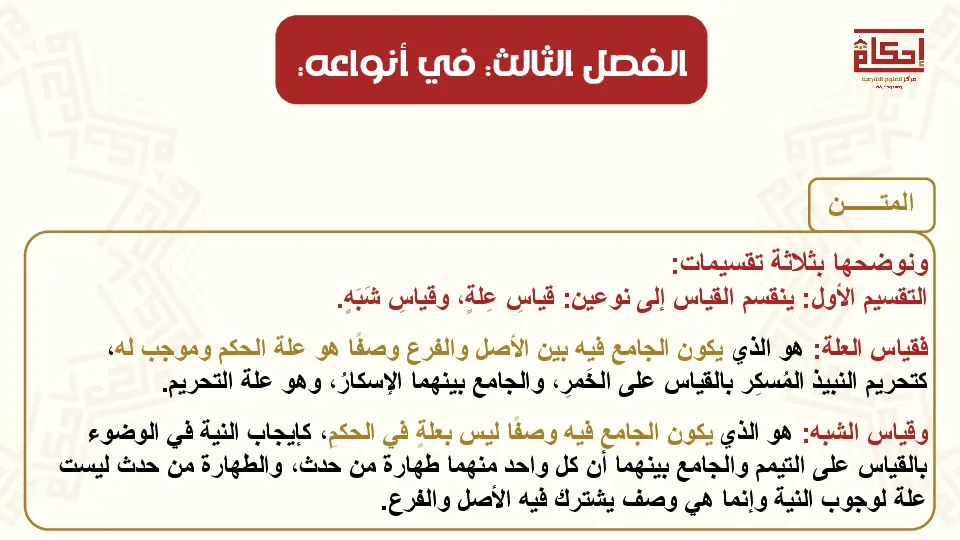 الفصل الثالث: في أنواعه:
إحكام
مركز للعلوم الشرعية
المتـــــن
ونوضحها بثلاثة تقسيمات:
التقسيم الأول: ينقسم القياس إلى نوعين: قياسِ عِلةٍ، وقياسِ شَبَهٍ.
فقياس العلة: هو الذي يكون الجامع فيه بين الأصل والفرع وصفًا هو علة الحكم وموجب له،
كتحريم النبيذ المُسكِر بالقياس على الخَمرِ، والجامع بينهما الإسكارُ، وهو علة التحريم.
وقياس الشبه: هو الذي يكون الجامع فيه وصفًا ليس بعلةٍ في الحكمِ، كإيجاب النية في الوضوء
بالقياس على التيمم والجامع بينهما أن كل واحد منهما طهارة من حدث، والطهارة من حدث ليست
علة لوجوب النية وإنما هي وصف يشترك فيه الأصل والفرع.